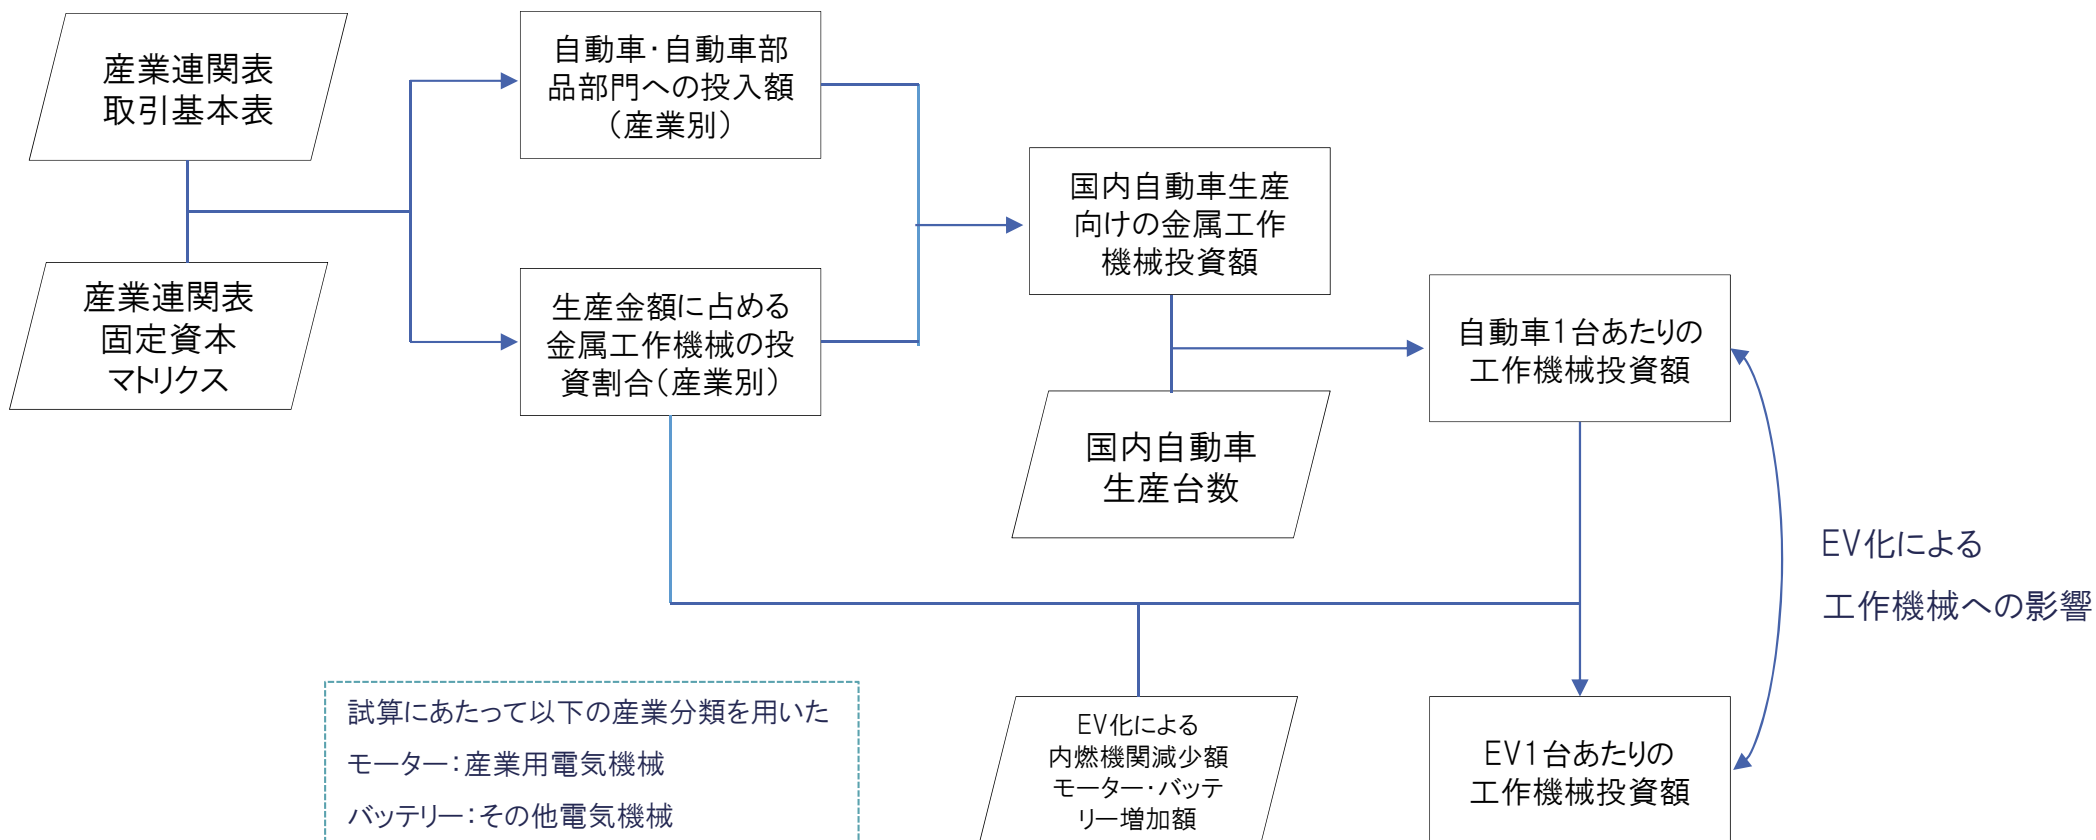 産業連関表
取引基本表
自動車・自動車部
品部門への投入額
（産業別）
国内自動車生産
向けの金属工作
機械投資額
産業連関表
固定資本
マトリクス
生産金額に占める
金属工作機械の投
資割合（産業別）
自動車1台あたりの
工作機械投資額
国内自動車
生産台数
EV化による
工作機械への影響
試算にあたって以下の産業分類を用いた
モーター：産業用電気機械
バッテリー：その他電気機械
EV化による
内燃機関減少額
モーター・バッテ
リー増加額
EV1台あたりの
工作機械投資額